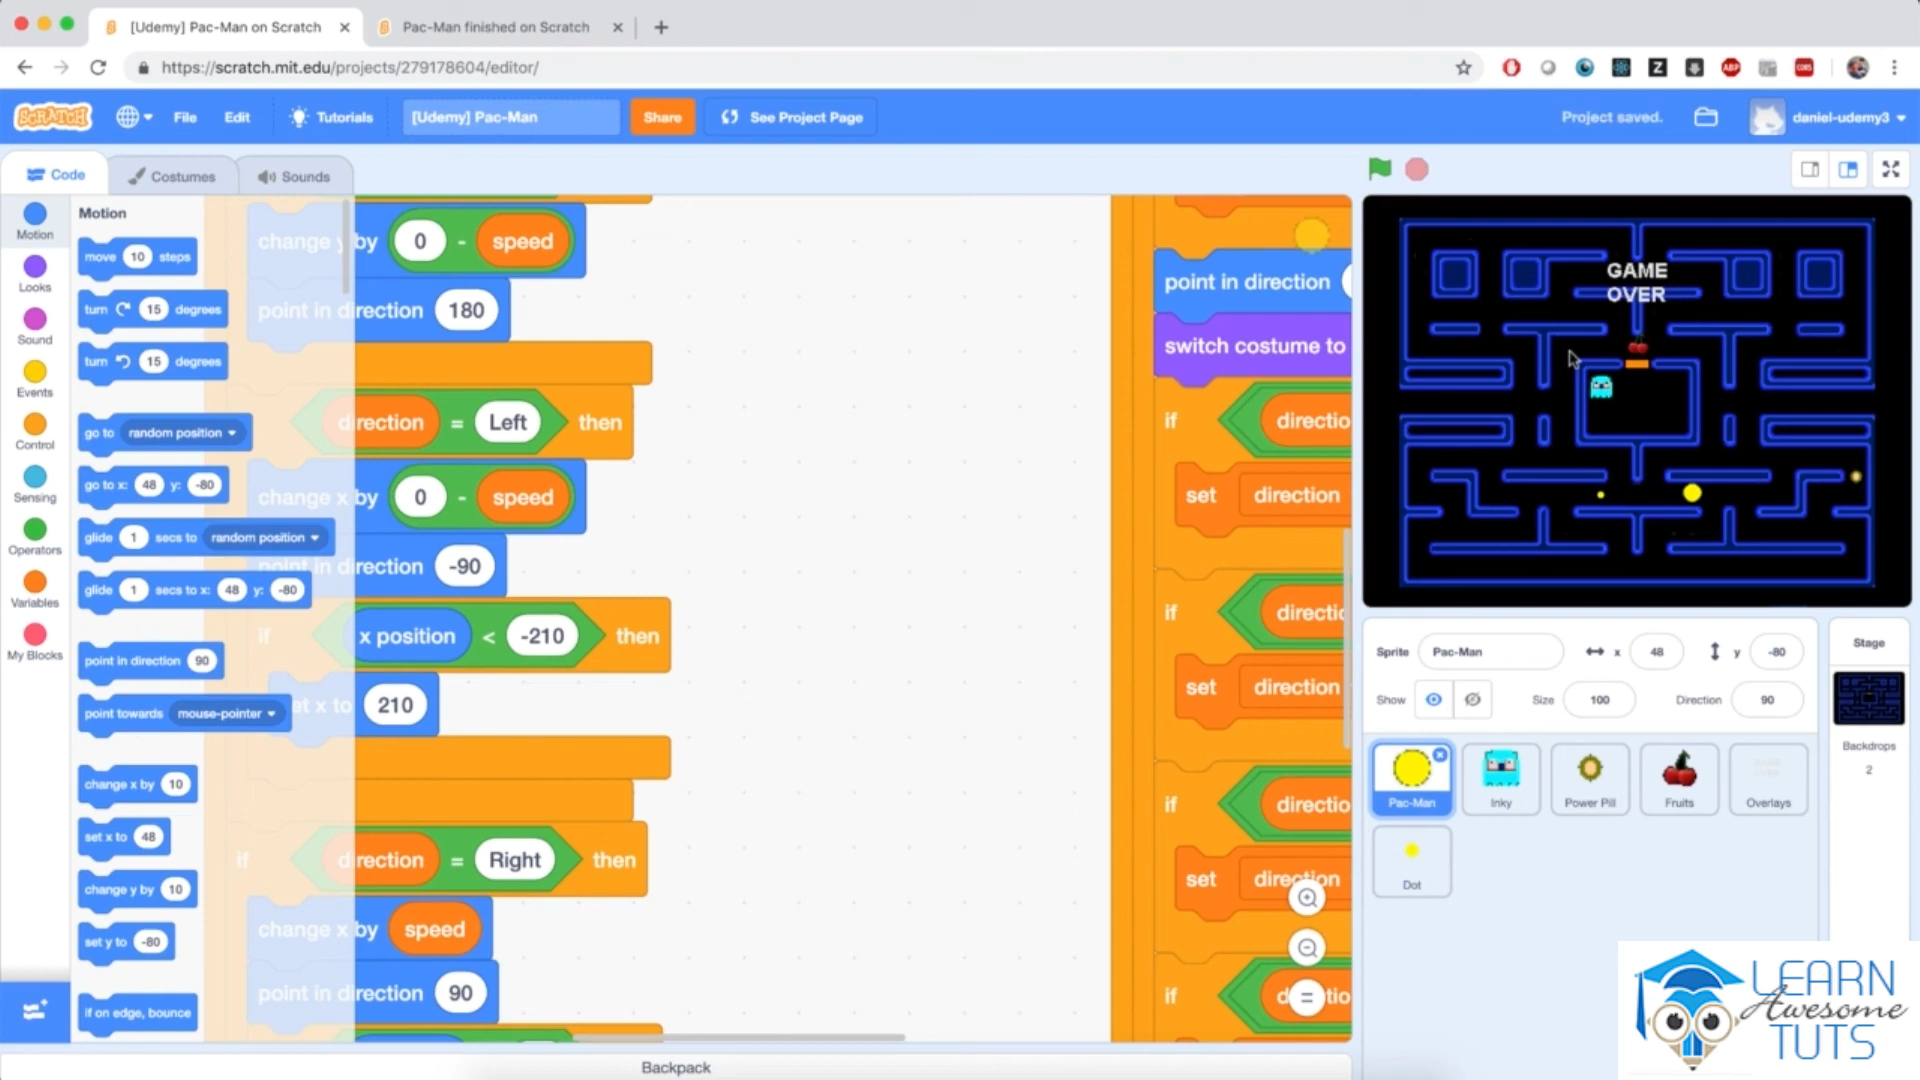 [Udemy] Pac-Man on Scratch
Pac-Man finished on Scratch
https://scratch.mit.edu/projects/279178604/editor/
ABP
CORS
SCRATCH
File
Edit
Tutorials
[Udemy] Pac-Man
Share
See Project Page
Project saved.
daniel-udemy3
Code
Costumes
Sounds
Motion
Looks
Sound
Events
Control
Sensing
Operators
Variables
My Blocks
Motion
move 10 steps
turn 15 degrees
turn 15 degrees
go to random position
go to x: 48 y: -80
glide 1 secs to random position
glide 1 secs to x: 48 y: -80
point in direction 90
point towards mouse-pointer
change x by 10
set x to 48
change y by 10
set y to -80
if on edge, bounce
change y by 0 - speed
point in direction 180
direction = Left then
change x by 0 - speed
point in direction -90
if x position < -210 then
set x to 210
if direction = Right then
change x by speed
point in direction 90
point in direction
switch costume to
if directio
set direction
if directio
set direction
if directio
set direction
if
GAME
OVER
Sprite Pac-Man x 48 y -80
Show Size 100 Direction 90
Pac-Man
Inky
Power Pill
Fruits
Overlays
Dot
Stage
Backdrops
2
Backpack
LEARN
Awesome
TUTS